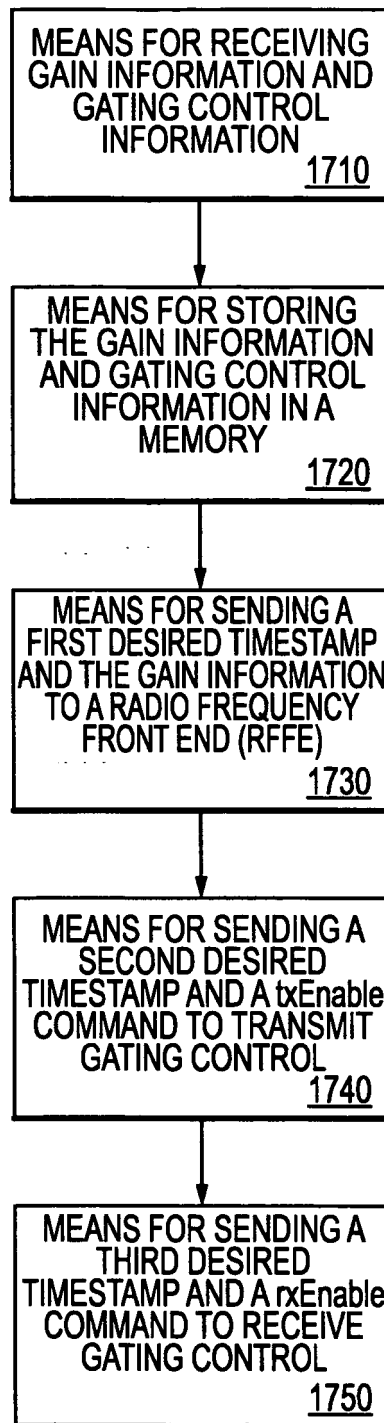 MEANS FOR RECEIVING
GAIN INFORMATION AND
GATING CONTROL
INFORMATION
1710
MEANS FOR STORING
THE GAIN INFORMATION
AND GATING CONTROL
INFORMATION IN A
MEMORY
1720
MEANS FOR SENDING A
FIRST DESIRED TIMESTAMP
AND THE GAIN INFORMATION
TO A RADIO FREQUENCY
FRONT END (RFFE)
1730
MEANS FOR SENDING A
SECOND DESIRED
TIMESTAMP AND A txEnable
COMMAND TO TRANSMIT
GATING CONTROL
1740
MEANS FOR SENDING A
THIRD DESIRED
TIMESTAMP AND A rxEnable
COMMAND TO RECEIVE
GATING CONTROL
1750